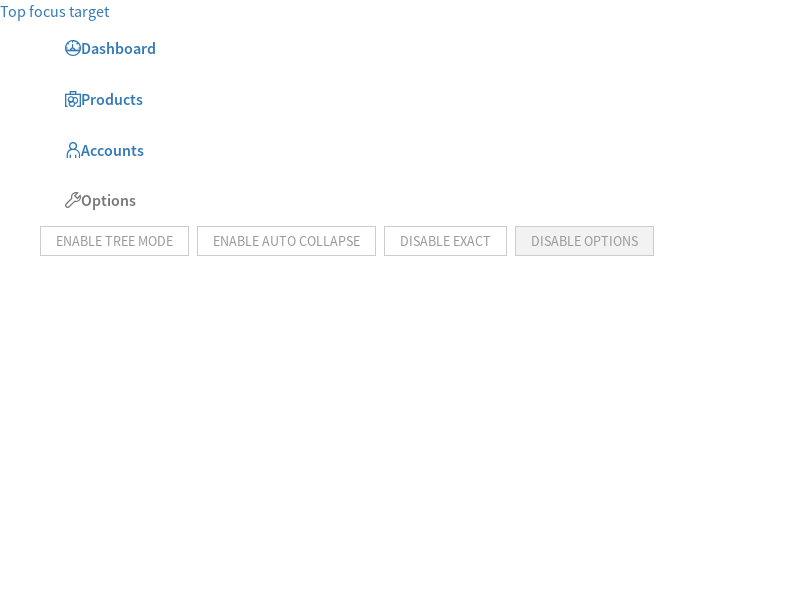 Top focus target
Dashboard
Products
Accounts
Options
ENABLE TREE MODE ENABLE AUTO COLLAPSE DISABLE EXACT DISABLE OPTIONS